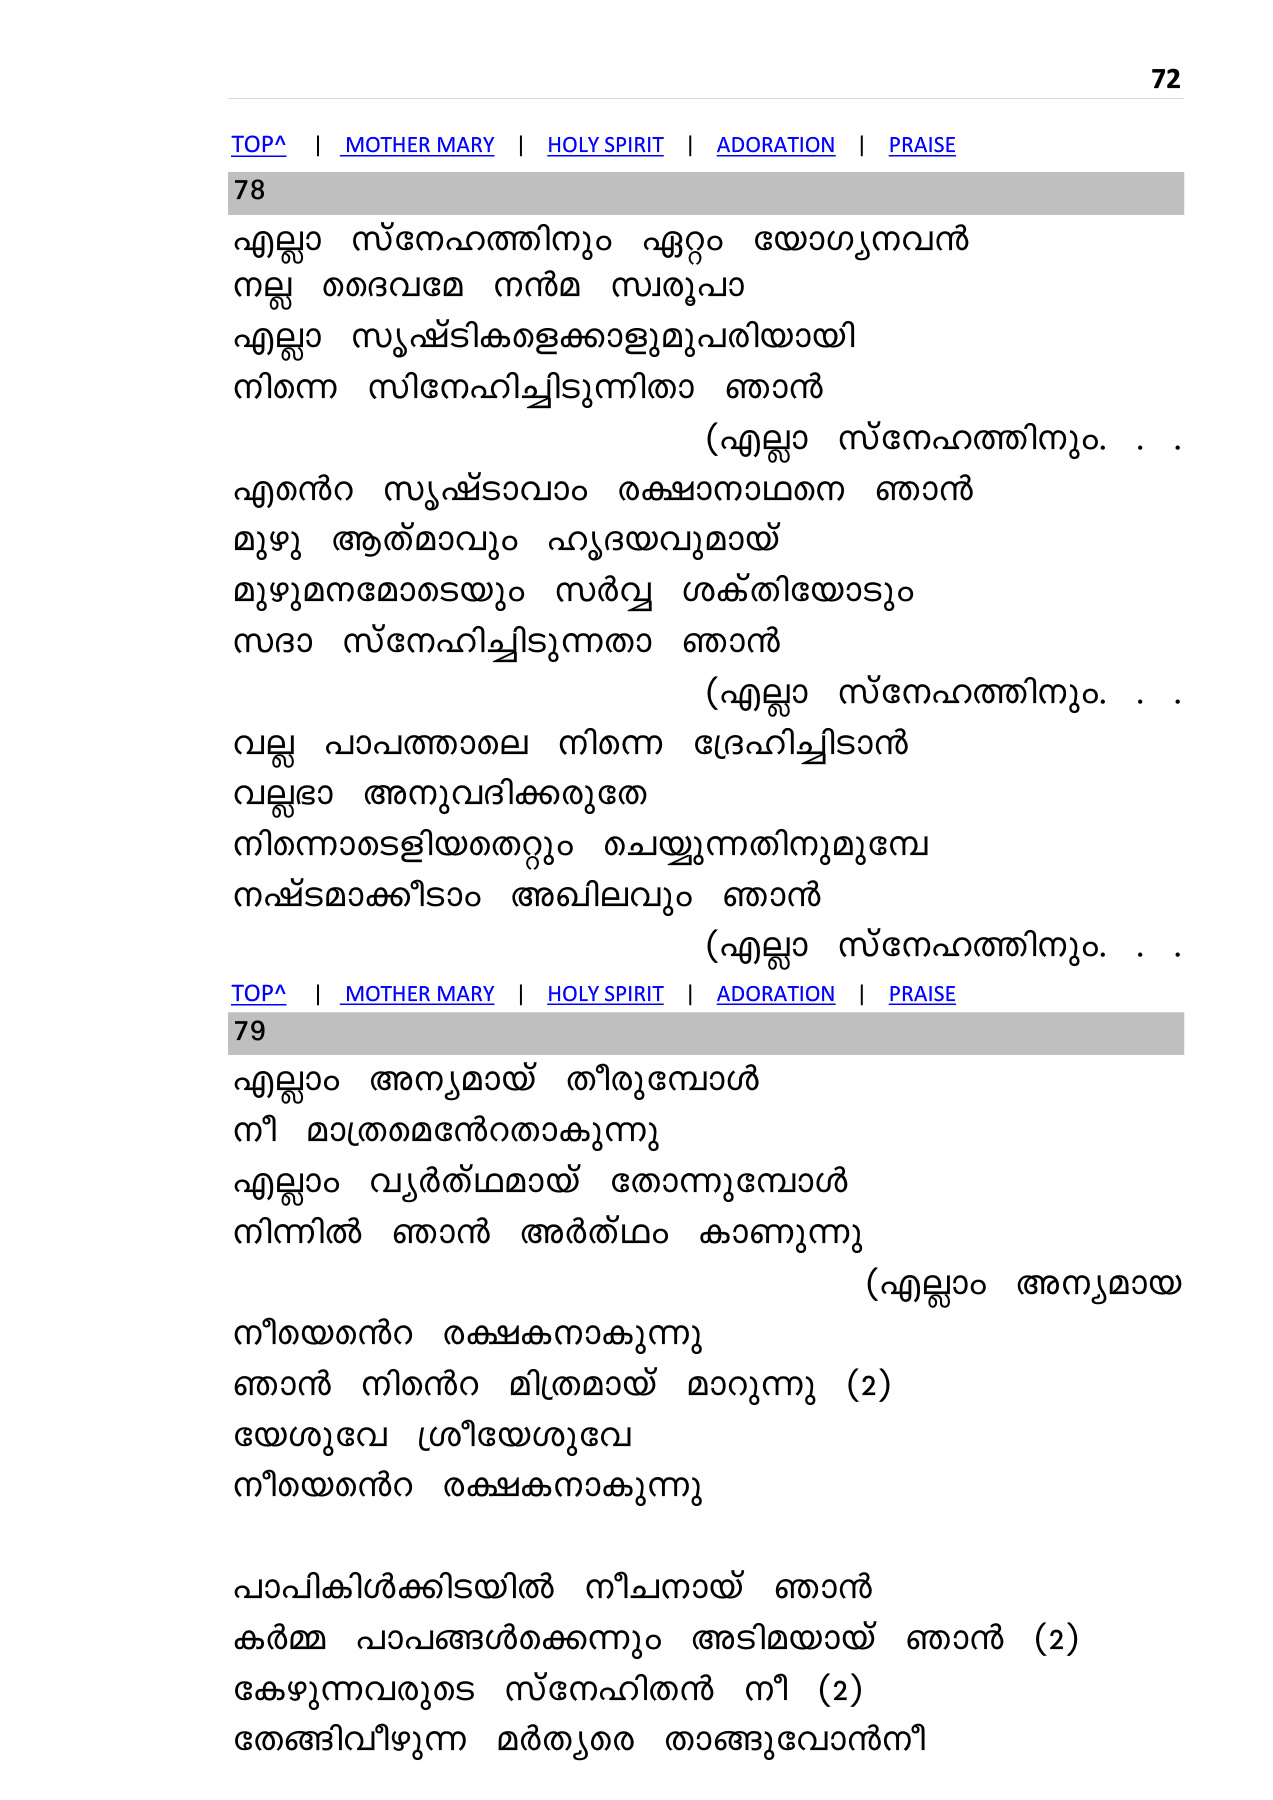 72
TOP^ | MOTHER MARY | HOLY SPIRIT | ADORATION | PRAISE
78
എല്ലാ സ്നേഹത്തിനും ഏറ്റം യോഗ്യനവൻ
നല്ല ദൈവമേ നൻമ സ്വരൂപാ
എല്ലാ സൃഷ്ടികളെക്കാളുമുപരിയായി
നിന്നെ സിനേഹിച്ചിടുന്നിതാ ഞാൻ
(എല്ലാ സ്നേഹത്തിനും. . .
എൻെറ സൃഷ്ടാവാം രക്ഷാനാഥനെ ഞാൻ
മുഴു ആത്മാവും ഹൃദയവുമായ്
മുഴുമനമോടെയും സർവ്വ ശക്തിയോടും
സദാ സ്നേഹിച്ചിടുന്നതാ ഞാൻ
(എല്ലാ സ്നേഹത്തിനും. . .
വല്ല പാപത്താലെ നിന്നെ ദ്രേഹിച്ചിടാൻ
വല്ലഭാ അനുവദിക്കരുതേ
നിന്നൊടെളിയതെറ്റും ചെയ്യുന്നതിനുമുമ്പേ
നഷ്ടമാക്കീടാം അഖിലവും ഞാൻ
(എല്ലാ സ്നേഹത്തിനും. . .
TOP^ | MOTHER MARY | HOLY SPIRIT | ADORATION | PRAISE
79
എല്ലാം അന്യമായ് തീരുമ്പോൾ
നീ മാത്രമെൻേറതാകുന്നു
എല്ലാം വ്യർത്ഥമായ് തോന്നുമ്പോൾ
നിന്നിൽ ഞാൻ അർത്ഥം കാണുന്നു
(എല്ലാം അന്യമായ
നീയെൻെറ രക്ഷകനാകുന്നു
ഞാൻ നിൻെറ മിത്രമായ് മാറുന്നു (2)
യേശുവേ ശ്രീയേശുവേ
നീയെൻെറ രക്ഷകനാകുന്നു
പാപികിൾക്കിടയിൽ നീചനായ് ഞാൻ
കർമ്മ പാപങ്ങൾക്കെന്നും അടിമയായ് ഞാൻ (2)
കേഴുന്നവരുടെ സ്നേഹിതൻ നീ (2)
തേങ്ങിവീഴുന്ന മർത്യരെ താങ്ങുവോൻനീ